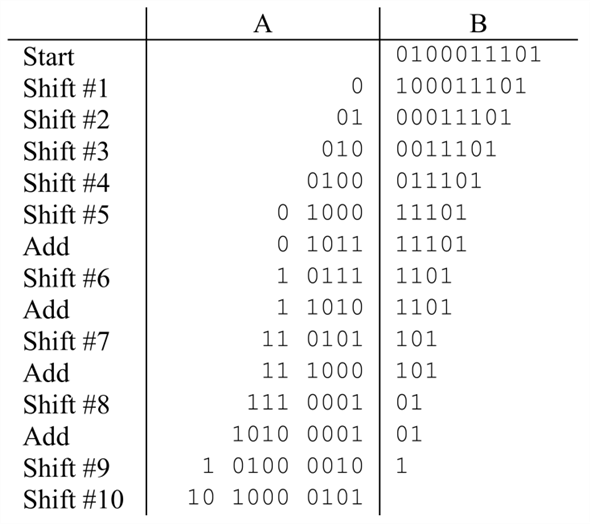 A B
Start 0100011101
Shift #1 0 100011101
Shift #2 01 00011101
Shift #3 010 0011101
Shift #4 0100 011101
Shift #5 0 1000 11101
Add 0 1011 11101
Shift #6 1 0111 1101
Add 1 1010 1101
Shift #7 11 0101 101
Add 11 1000 101
Shift #8 111 0001 01
Add 1010 0001 01
Shift #9 1 0100 0010 1
Shift #10 10 1000 0101